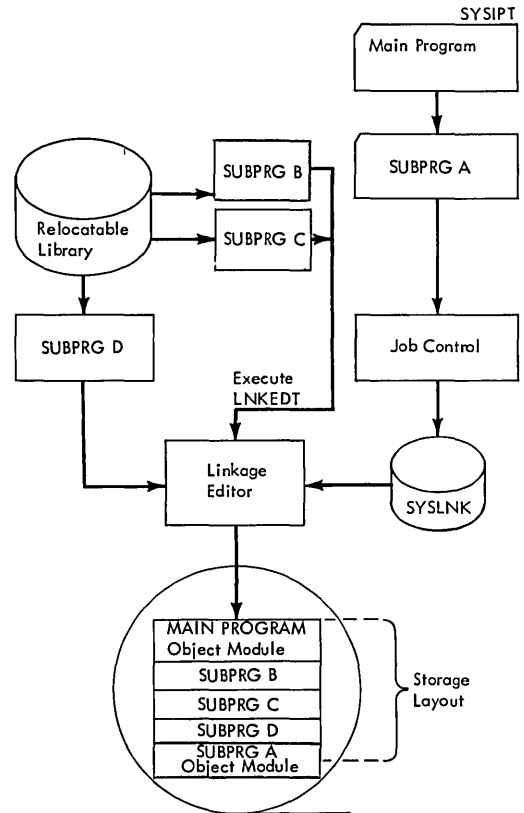 SYSIPT
Main Program
SUBPRG A
SUBPRG B
Relocatable
Library
SUBPRG C
SUBPRG D
Job Control
Execute
LNKEDT
Linkage
Editor
SYSLNK
MAIN PROGRAM
Object Module
SUBPRG B
SUBPRG C
SUBPRG D
SUBPRG A
Object Module
Storage
Layout